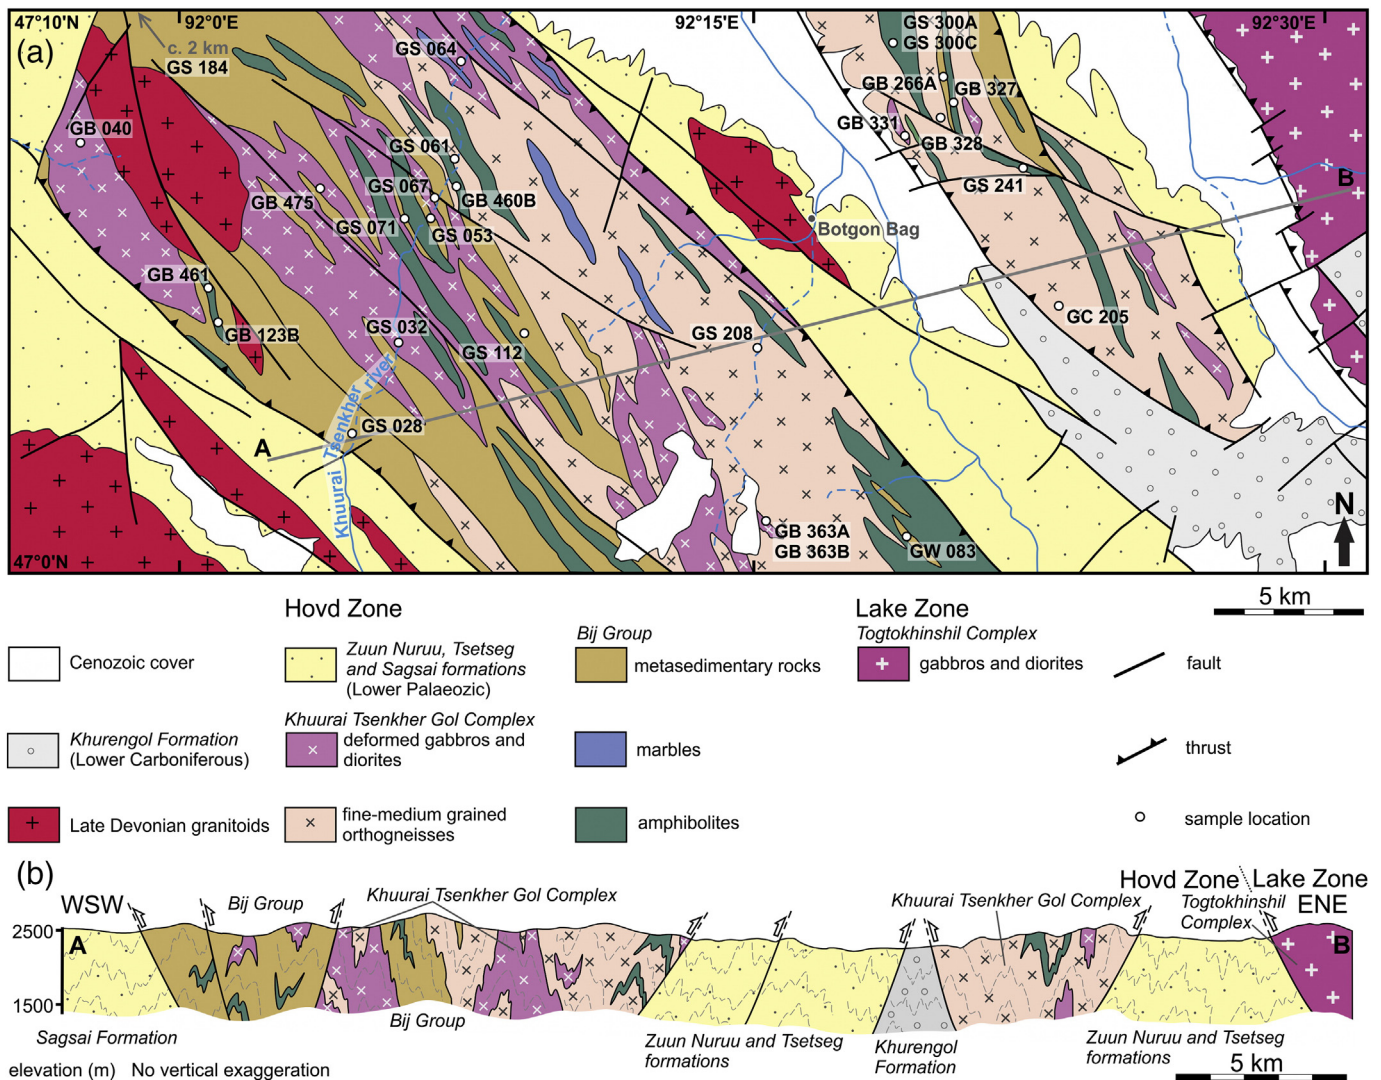 47°10'N
92°0'E
92°15'E
92°30'E
(a)
c. 2 km
GS 184
GS 064
GS 300A
GS 300C
GB 266A
GB 327
GB 040
GB 331
GB 328
GS 061
GS 241
GS 067
GB 475
GB 460B
GS 071
GS 053
Botgon Bag
B
GB 461
GB 123B
GS 032
GS 112
GS 208
GC 205
GS 028
A
Khuurai Tsenkher river
GB 363A
GB 363B
GW 083
N
47°0'N
5 km
Hovd Zone
Lake Zone
Cenozoic cover
Zuun Nuruu, Tsetseg
and Sagsai formations
(Lower Palaeozic)
Bij Group
metasedimentary rocks
Togtokhinshil Complex
gabbros and diorites
fault
Khurengol Formation
(Lower Carboniferous)
Khuurai Tsenkher Gol Complex
deformed gabbros and
diorites
marbles
thrust
Late Devonian granitoids
fine-medium grained
orthogneisses
amphibolites
sample location
(b)
WSW
Bij Group
Khuurai Tsenkher Gol Complex
Khuurai Tsenkher Gol Complex
Hovd Zone
Lake Zone
Togtokhinshil
Complex
ENE
2500
A
B
1500
Sagsai Formation
Bij Group
Zuun Nuruu and Tsetseg
formations
Khurengol
Formation
Zuun Nuruu and Tsetseg
formations
elevation (m) No vertical exaggeration
5 km